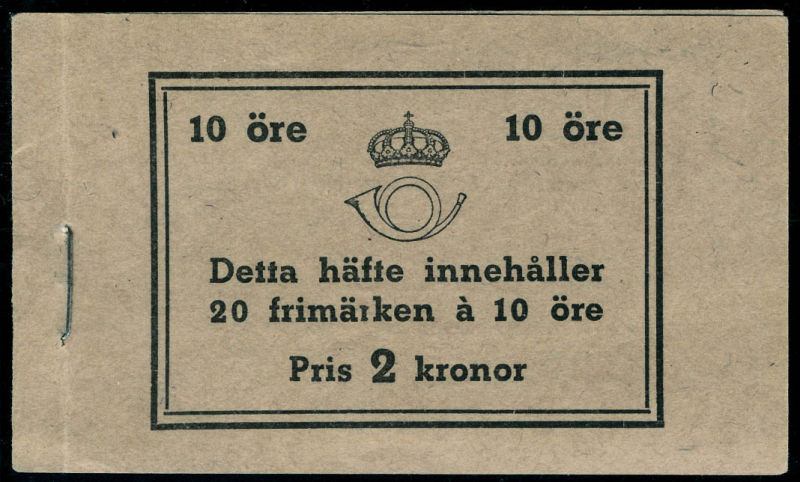 10 öre 10 öre
Detta häfte innehåller
20 frimärken à 10 öre
Pris 2 kronor